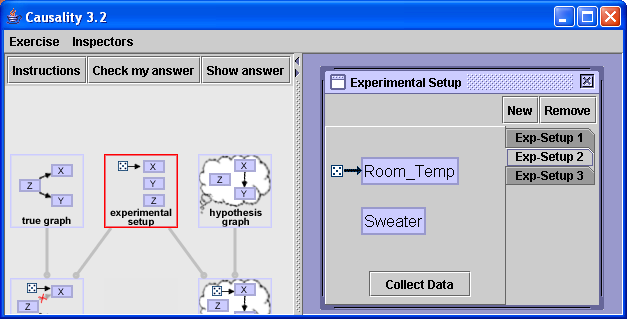 Causality 3.2
Exercise Inspectors
Instructions Check my answer Show answer
X
Z
Y
true graph
X
Y
Z
experimental
setup
X
Z
Y
hypothesis
graph
X
Z
X
Z
Experimental Setup
New Remove
Exp-Setup 1
Exp-Setup 2
Exp-Setup 3
Room_Temp
Sweater
Collect Data